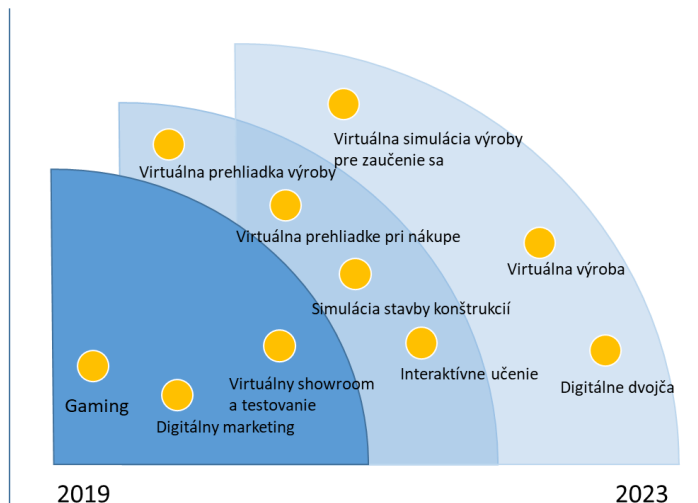 Virtuálna simulácia výroby
pre zaučenie sa
Virtuálna prehliadka výroby
Virtuálna prehliadke pri nákupe
Virtuálna výroba
Simulácia stavby konštrukcií
Interaktívne učenie
Digitálne dvojča
Virtuálny showroom
a testovanie
Gaming
Digitálny marketing
2019
2023